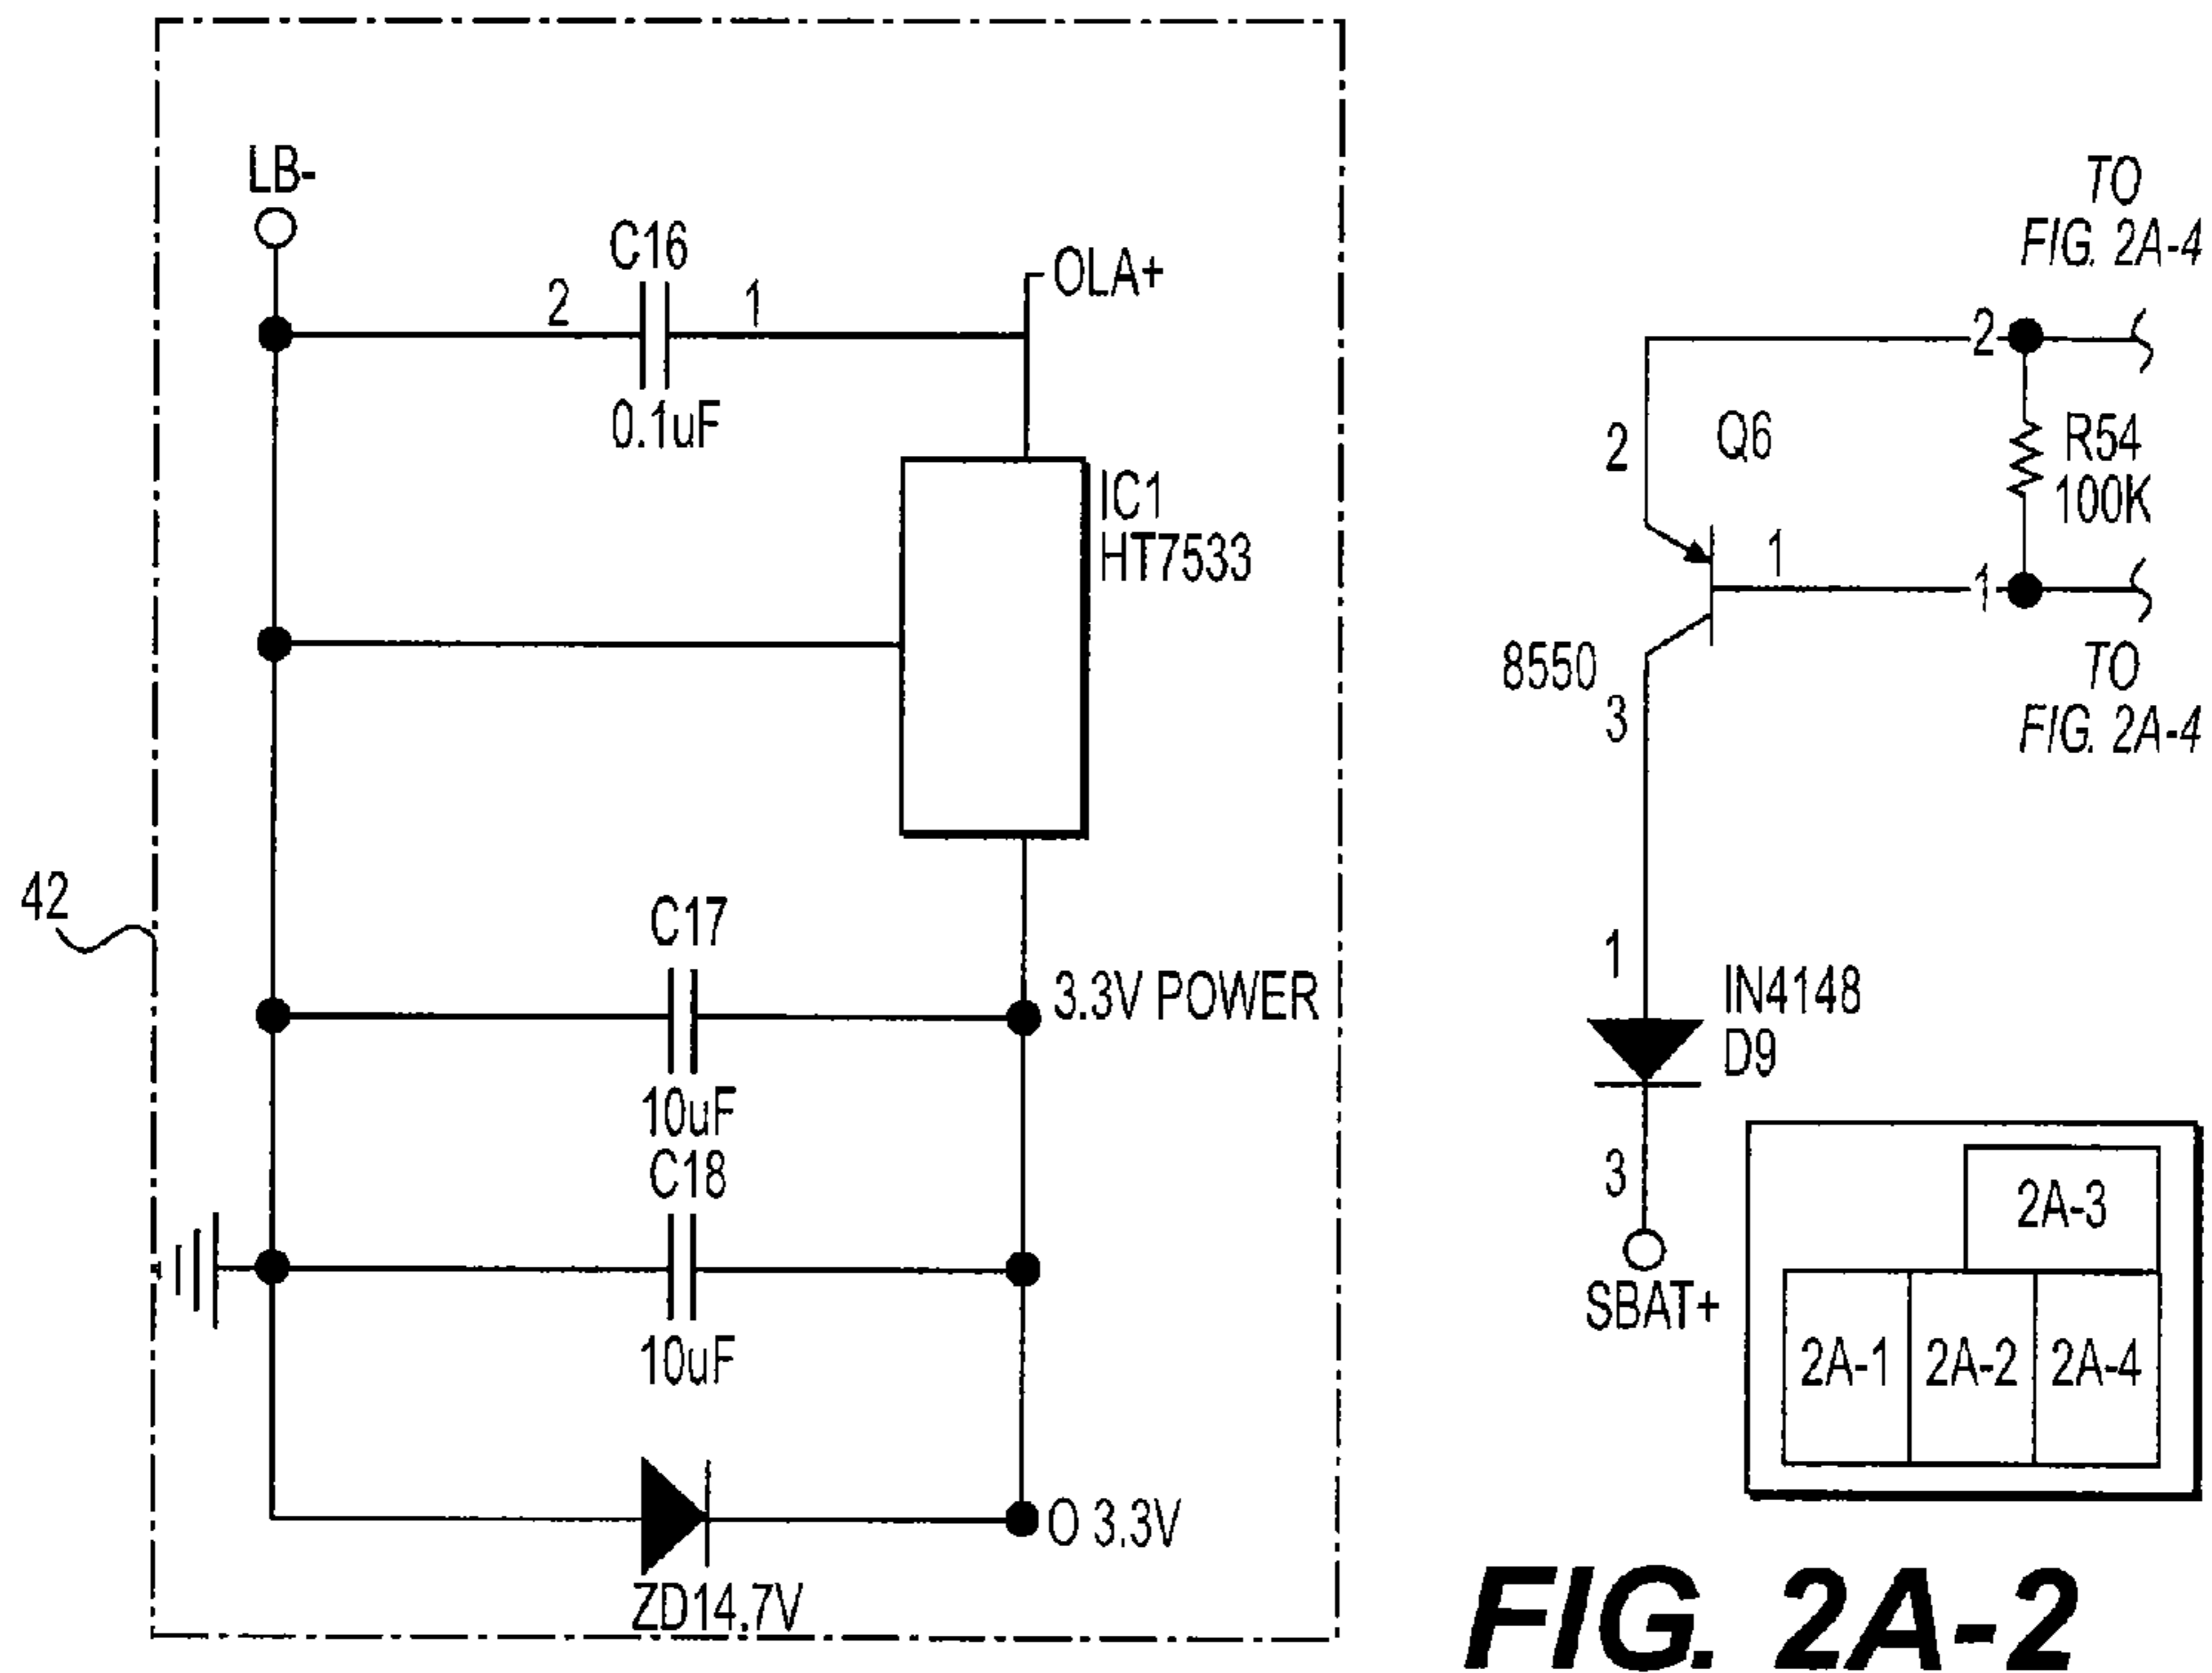 LB-
C16
2
1
0.1uF
OLA+
IC1
HT7533
42
C17
10uF
3.3V POWER
C18
10uF
O 3.3V
ZD14.7V
TO
FIG. 2A-4
2
2
Q6
R54
100K
1
1
TO
FIG. 2A-4
8550
3
1
IN4148
D9
3
SBAT+
2A-3
2A-1
2A-2
2A-4
FIG. 2A-2